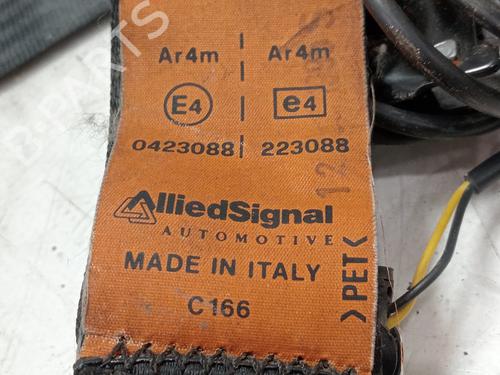 Ar4m Ar4m
E4 e4
0423088 223088
AlliedSignal
AUTOMOTIVE
MADE IN ITALY
C166
>PET<